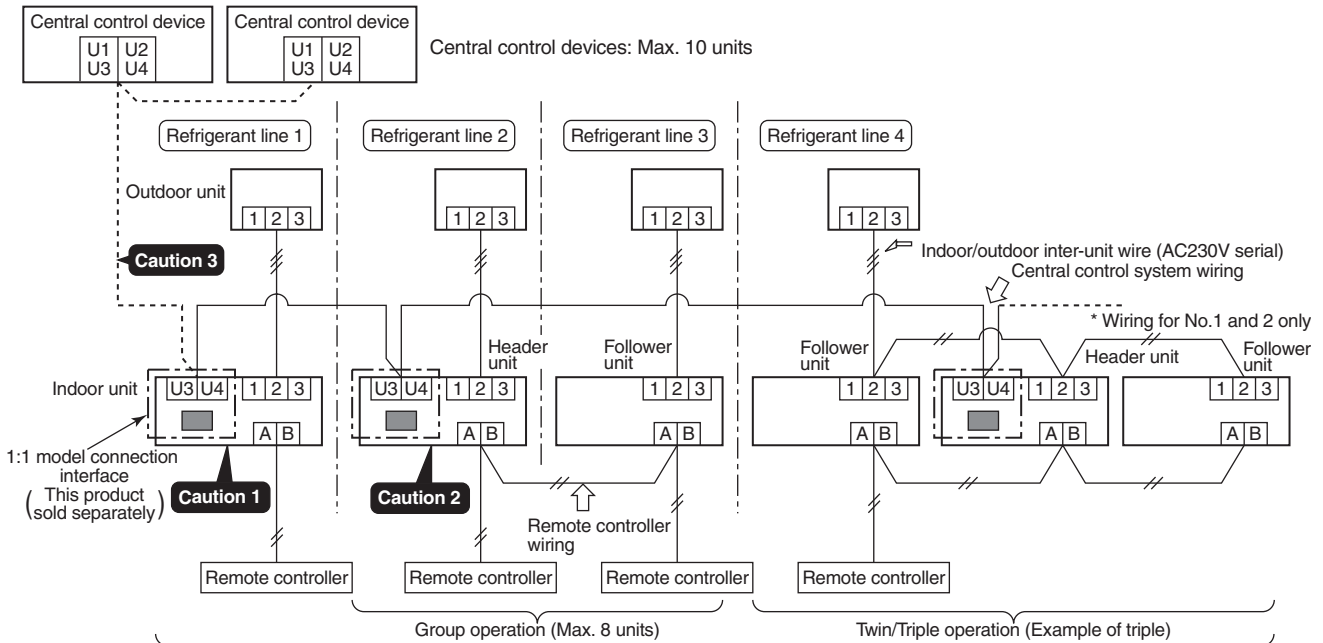 Central control device
Central control device
U1 U2
U3 U4
U1 U2
U3 U4
Central control devices: Max. 10 units
Refrigerant line 1
Refrigerant line 2
Refrigerant line 3
Refrigerant line 4
Outdoor unit
1 2 3
1 2 3
1 2 3
1 2 3
Indoor/outdoor inter-unit wire (AC230V serial)
Central control system wiring
Caution 3
* Wiring for No.1 and 2 only
Header
unit
Follower
unit
Follower
unit
Header unit
Follower
unit
Indoor unit
U3 U4
1 2 3
U3 U4
1 2 3
1 2 3
1 2 3
U3 U4
1 2 3
1 2 3
A B
A B
A B
A B
A B
A B
1:1 model connection
interface
(This product
sold separately)
Caution 1
Caution 2
Remote controller
wiring
Remote controller
Remote controller
Remote controller
Remote controller
Group operation (Max. 8 units)
Twin/Triple operation (Example of triple)